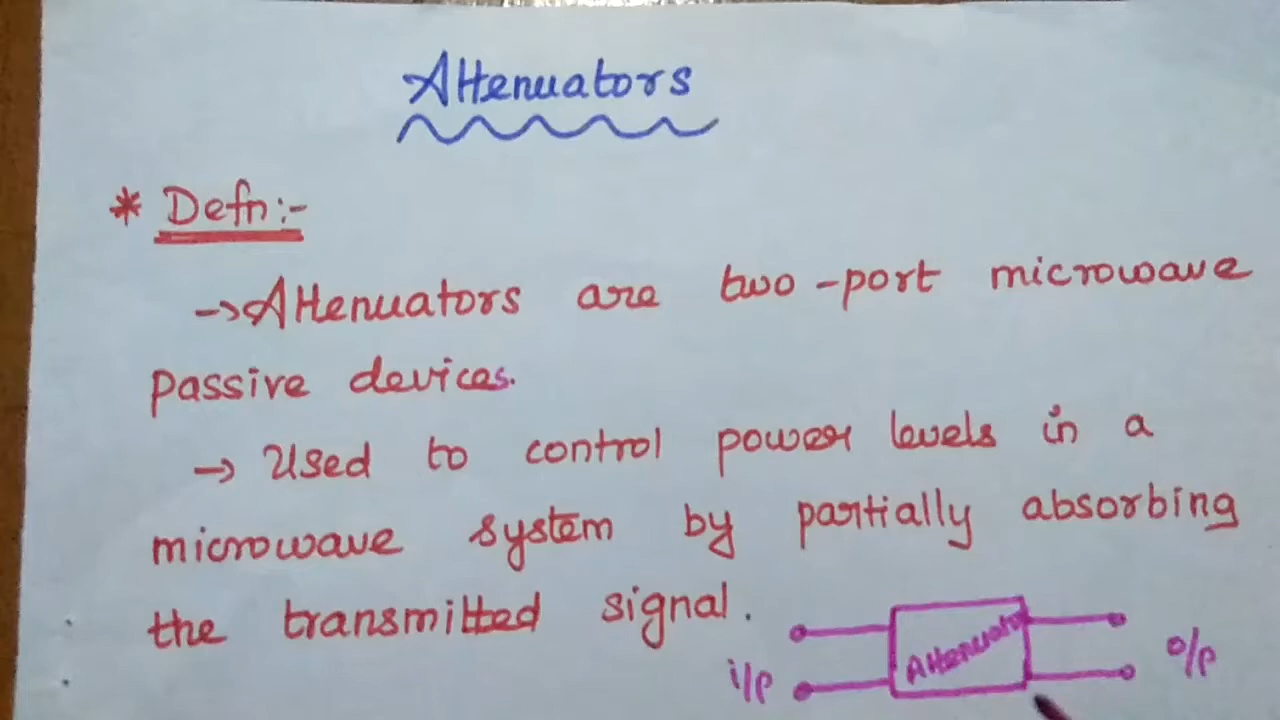 Attenuators
* Defn:-
→ Attenuators are two-port microwave
passive devices.
→ Used to control power levels in a
microwave system by partially absorbing
the transmitted signal.
Attenuator
i/p
o/p